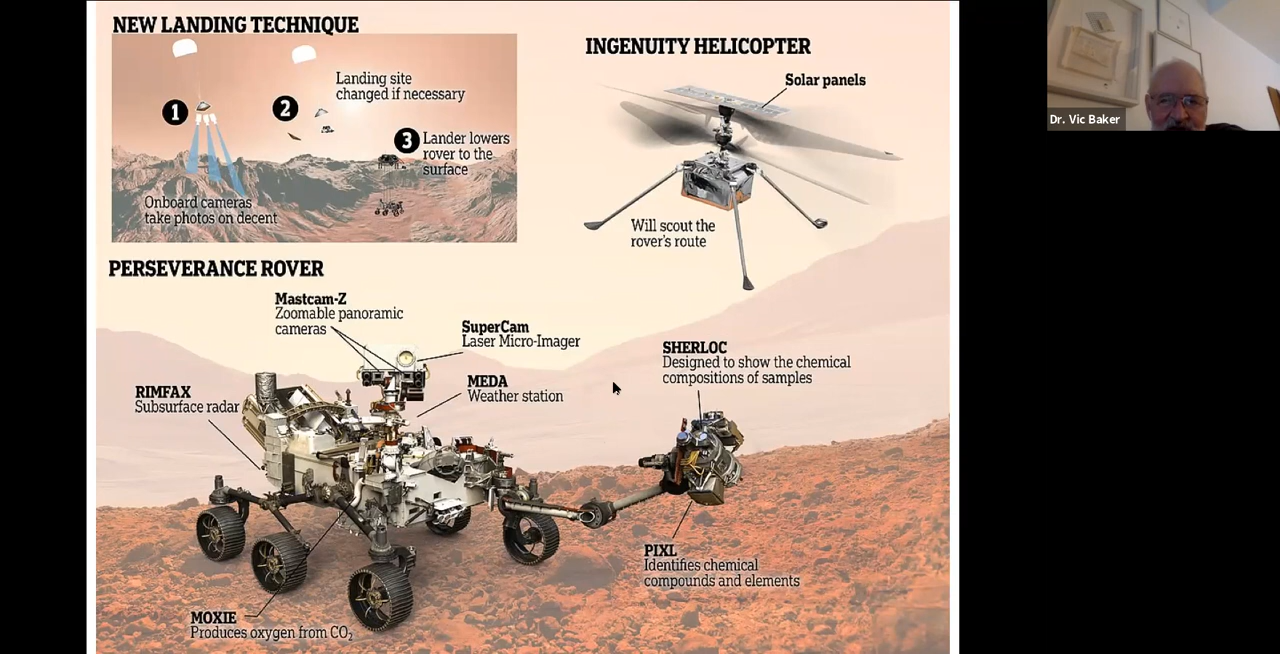 NEW LANDING TECHNIQUE
1
Onboard cameras
take photos on decent
2
Landing site
changed if necessary
3
Lander lowers
rover to the
surface
INGENUITY HELICOPTER
Solar panels
Will scout the
rover's route
Dr. Vic Baker
PERSEVERANCE ROVER
Mastcam-Z
Zoomable panoramic
cameras
SuperCam
Laser Micro-Imager
MEDA
Weather station
RIMFAX
Subsurface radar
SHERLOC
Designed to show the chemical
compositions of samples
PIXL
Identifies chemical
compounds and elements
MOXIE
Produces oxygen from CO₂